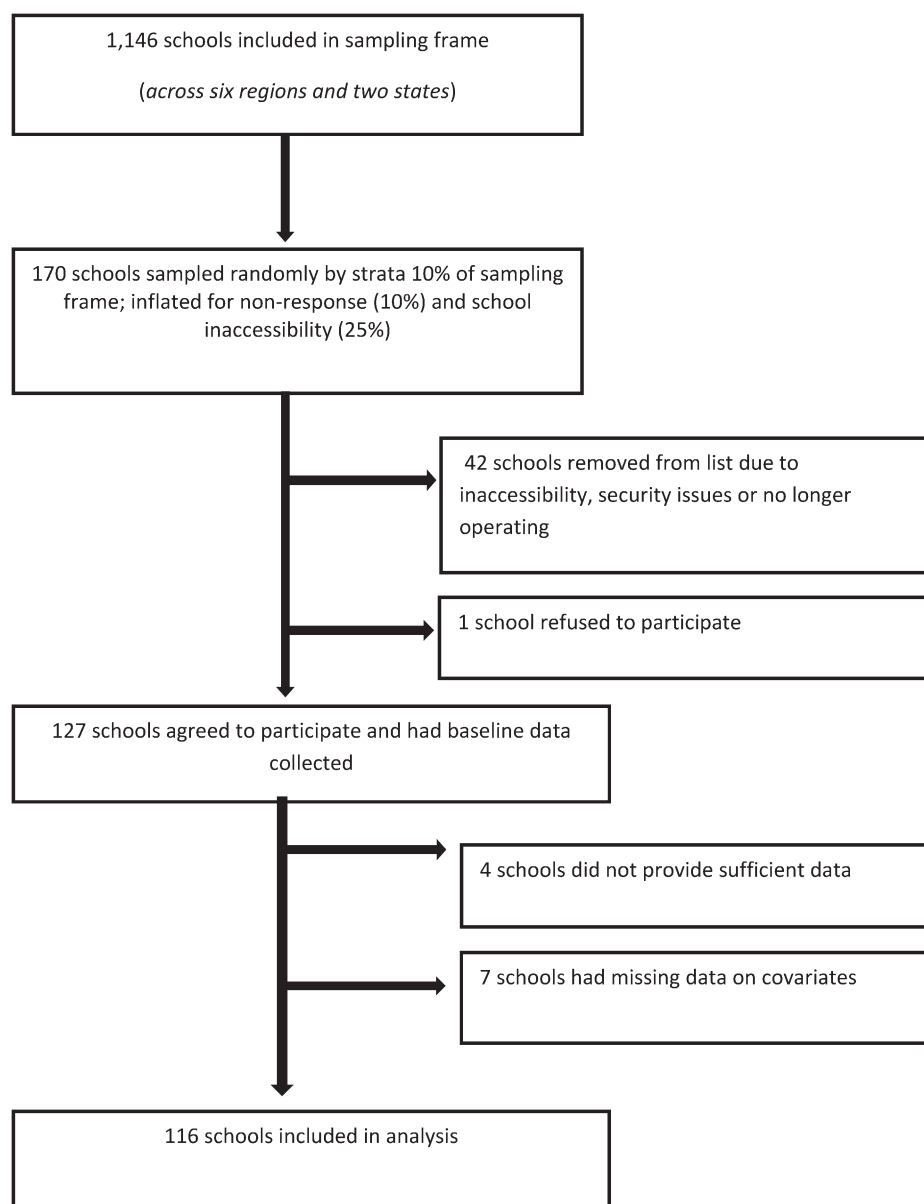 1,146 schools included in sampling frame
(across six regions and two states)
170 schools sampled randomly by strata 10% of sampling
frame; inflated for non-response (10%) and school
inaccessibility (25%)
42 schools removed from list due to
inaccessibility, security issues or no longer
operating
1 school refused to participate
127 schools agreed to participate and had baseline data
collected
4 schools did not provide sufficient data
7 schools had missing data on covariates
116 schools included in analysis